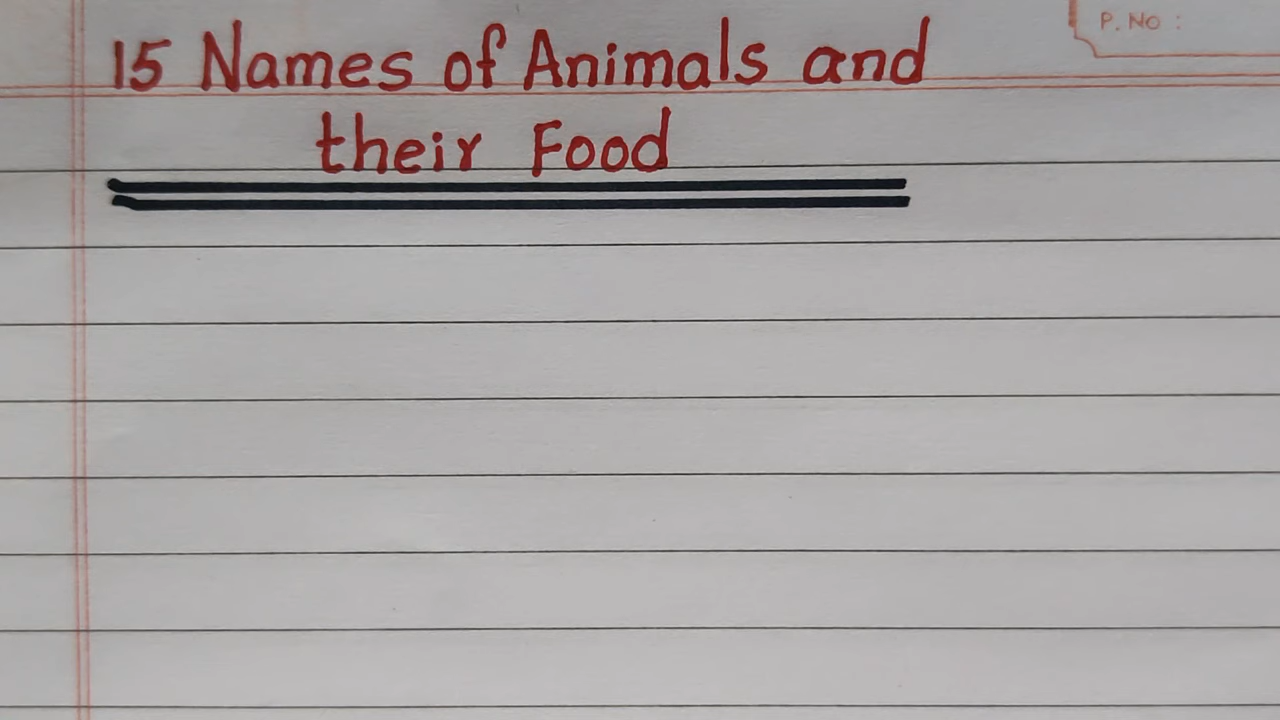 P. No :
15 Names of Animals and
their Food